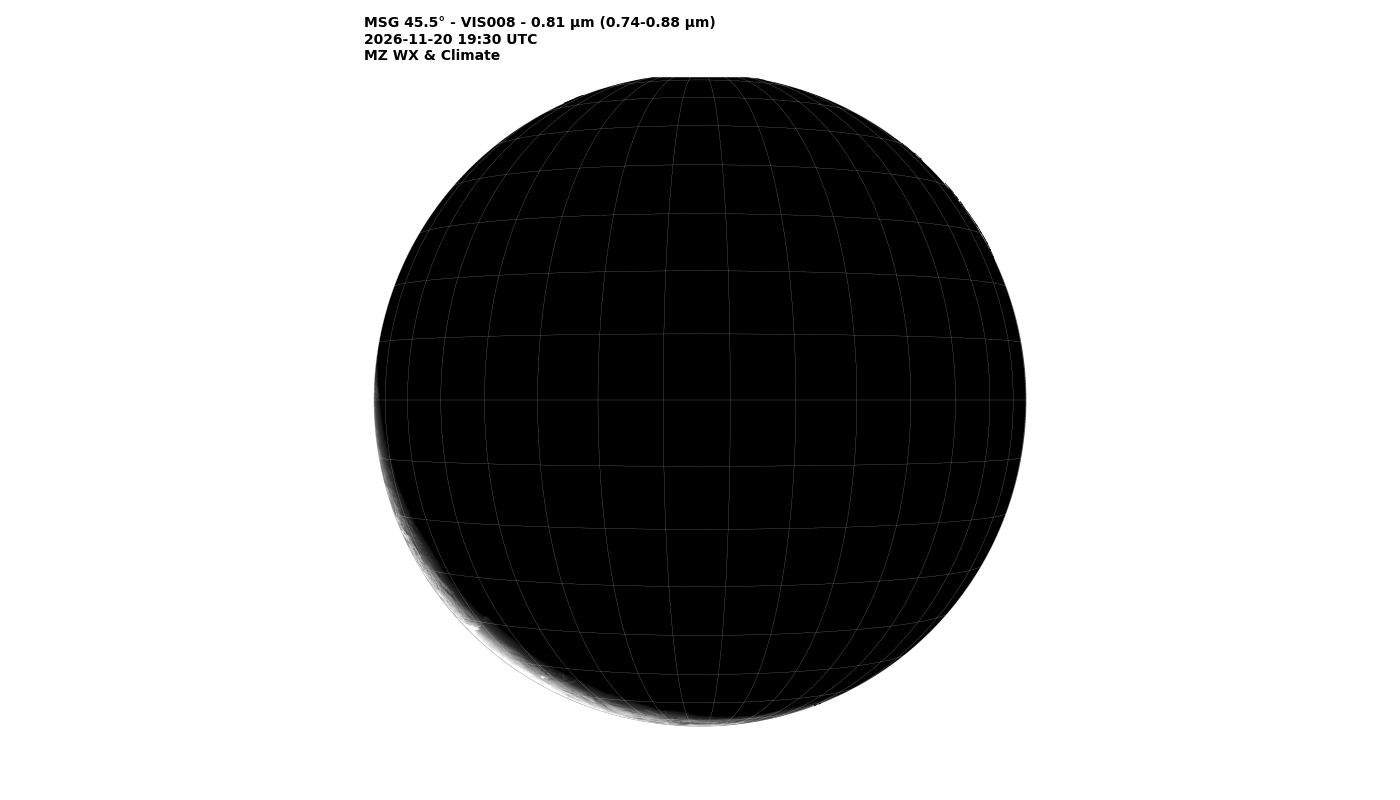 MSG 45.5° - VIS008 - 0.81 µm (0.74-0.88 µm)
2026-11-20 19:30 UTC
MZ WX & Climate